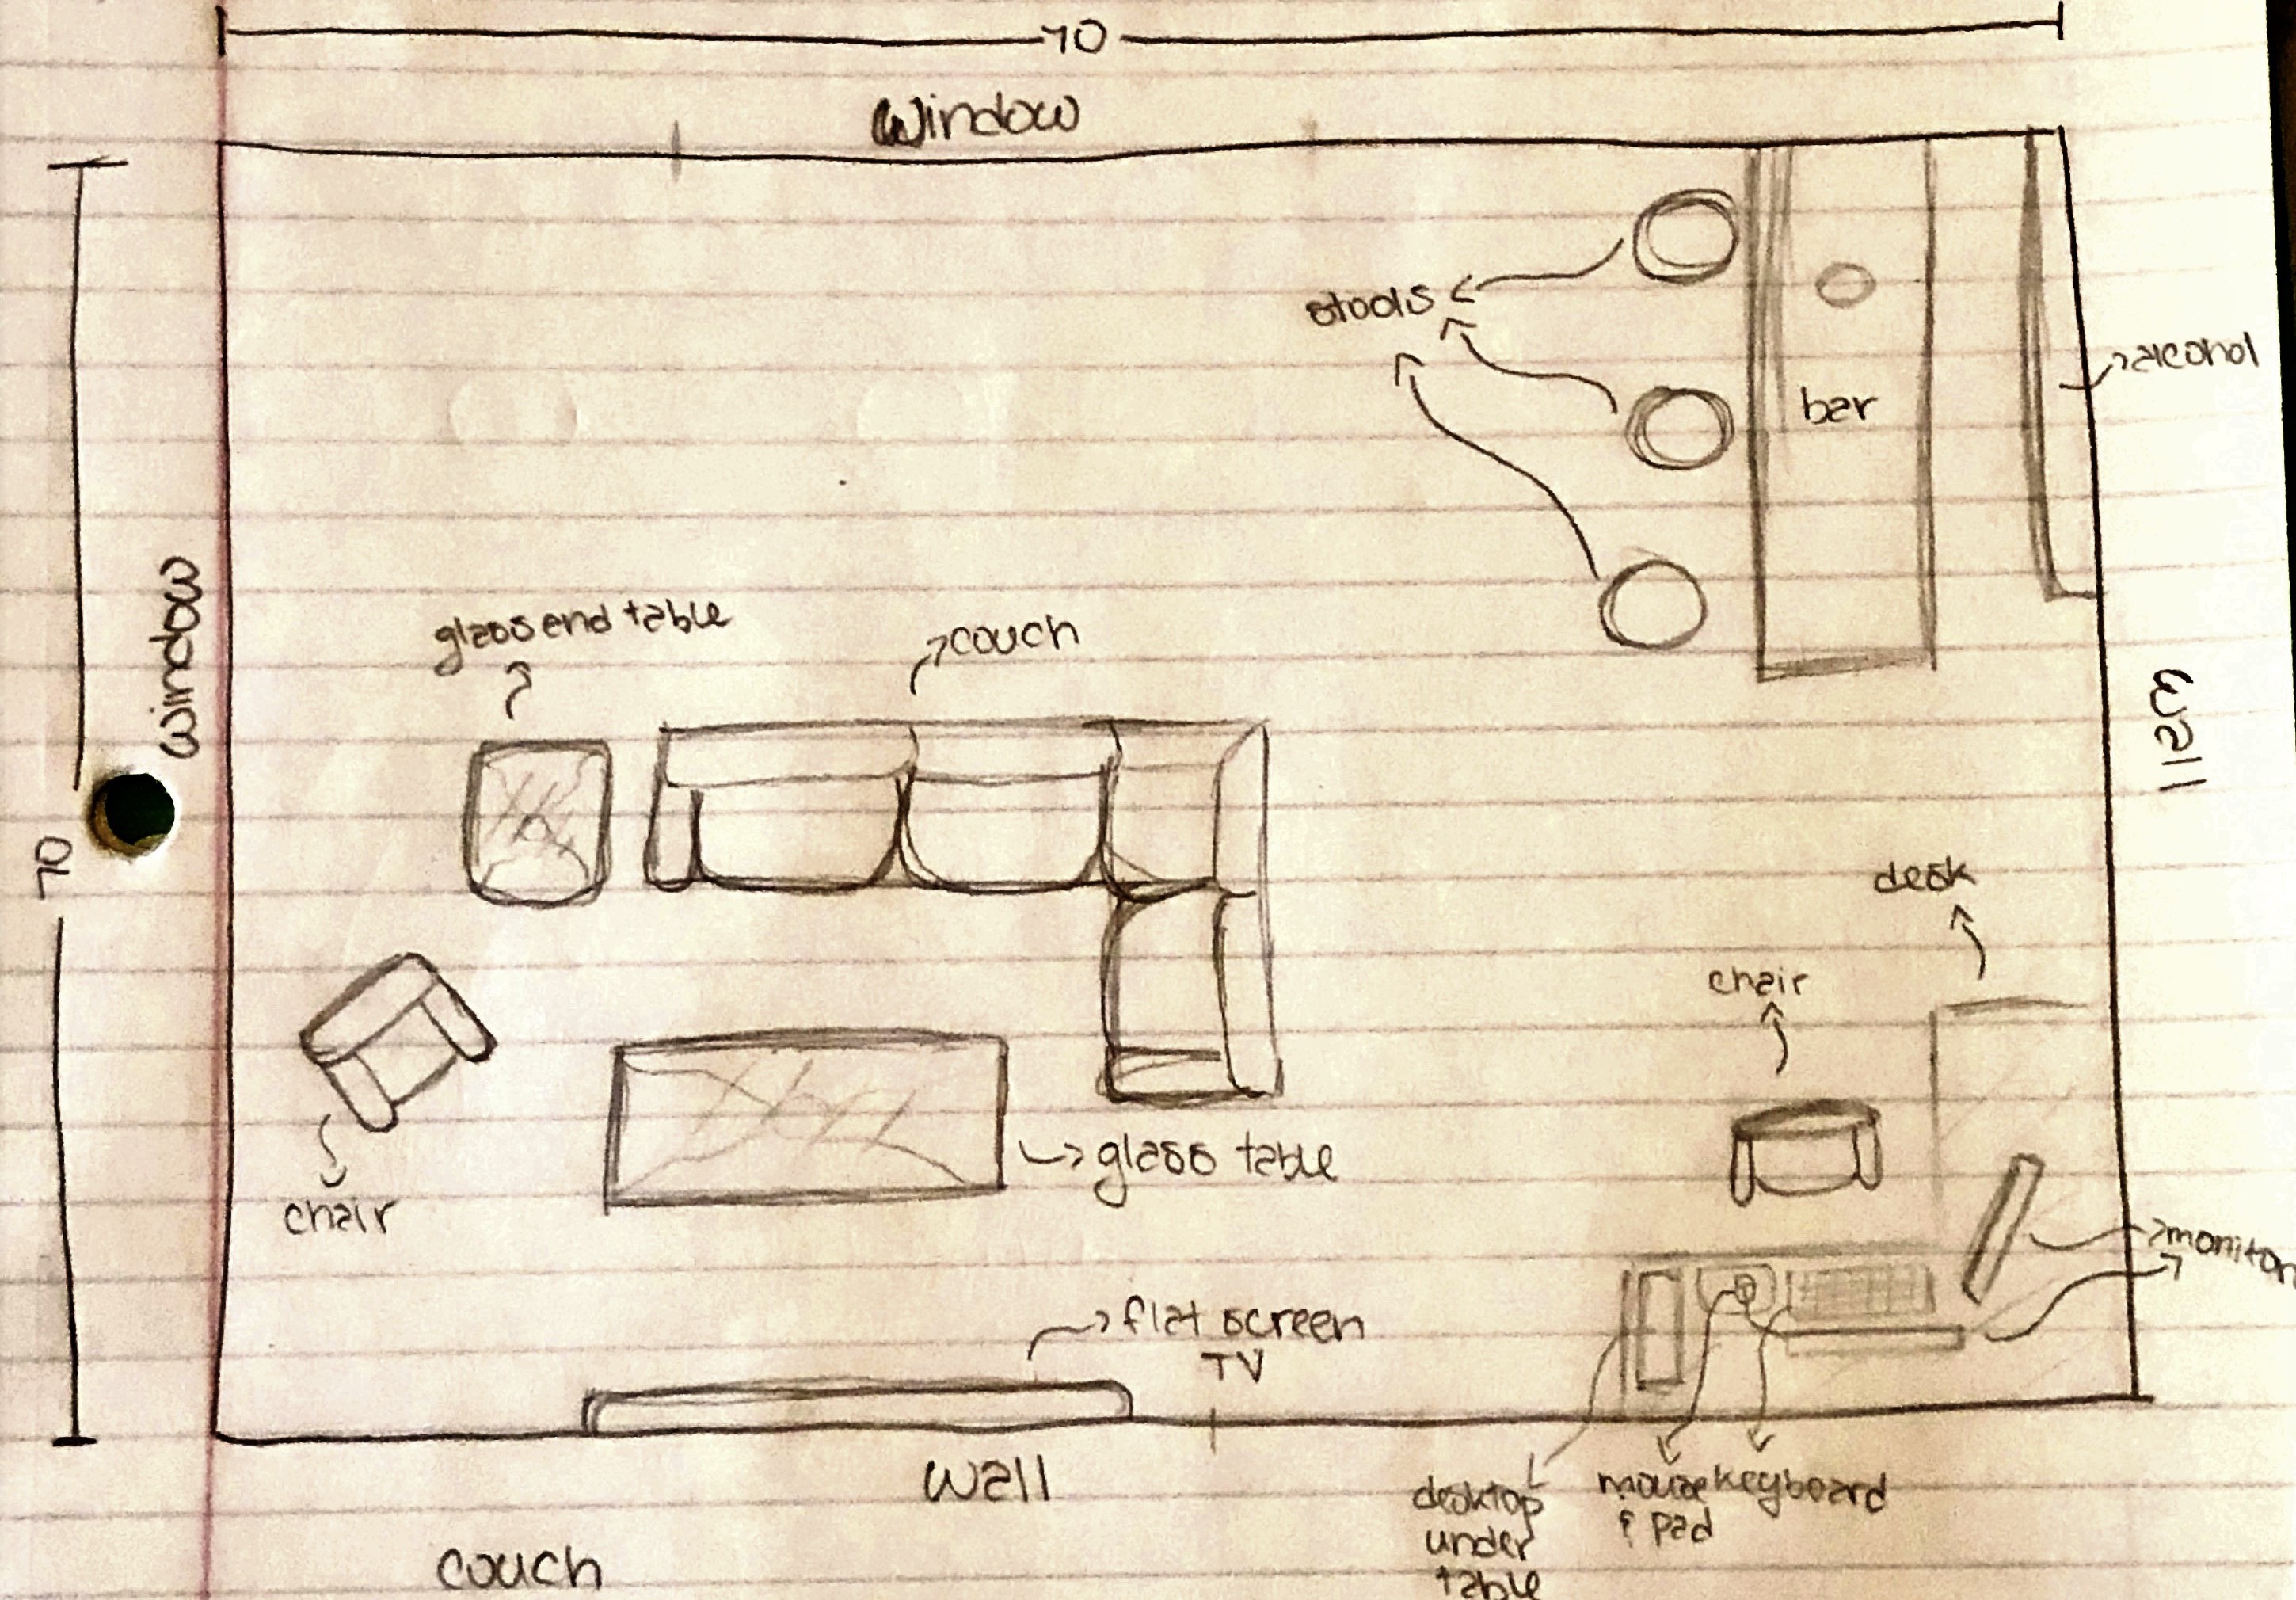 70
window
stools
alcohol
bar
window
glass end table
couch
wall
70
desk
chair
glass table
chair
monitors
flat screen
TV
wall
desktop
under
table
mouse
& pad
keyboard
couch